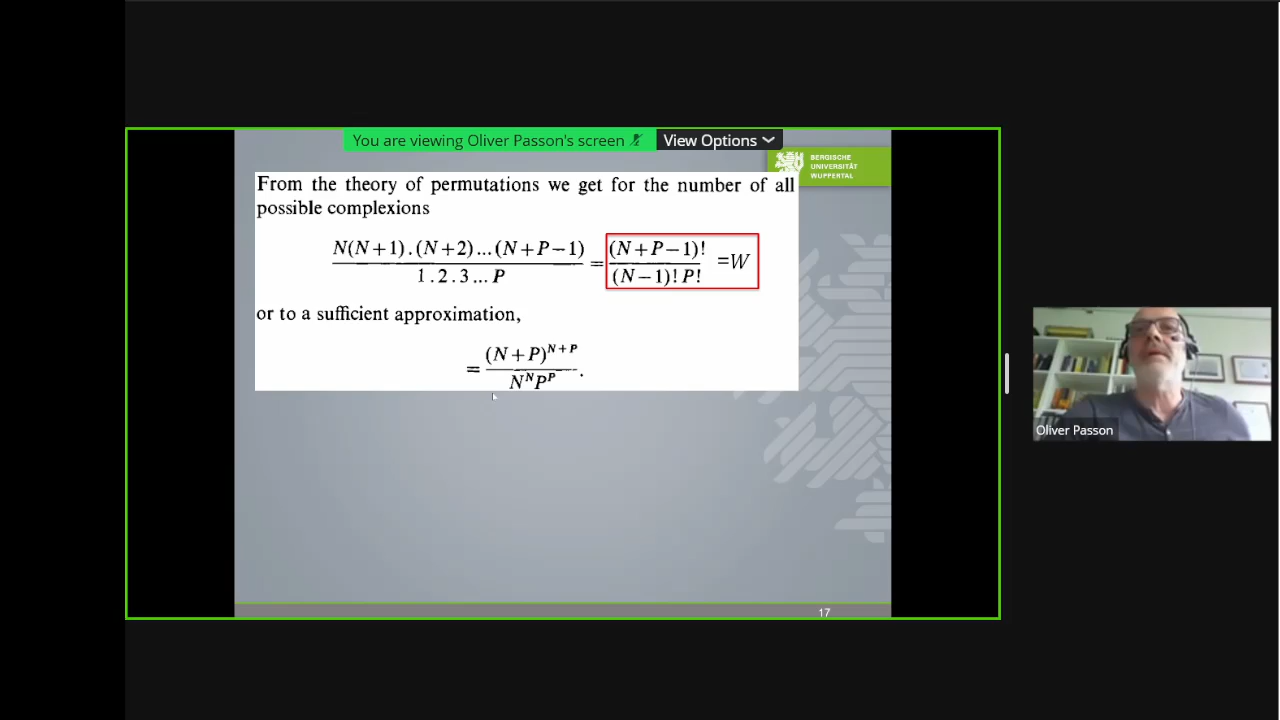 You are viewing Oliver Passon's screen
View Options
BERGISCHE
UNIVERSITÄT
WUPPERTAL
From the theory of permutations we get for the number of all
possible complexions
N(N+1).(N+2)...(N+P−1) / 1.2.3...P = (N+P−1)! / (N−1)! P! =W
or to a sufficient approximation,
= (N+P)^{N+P} / N^N P^P .
Oliver Passon
17